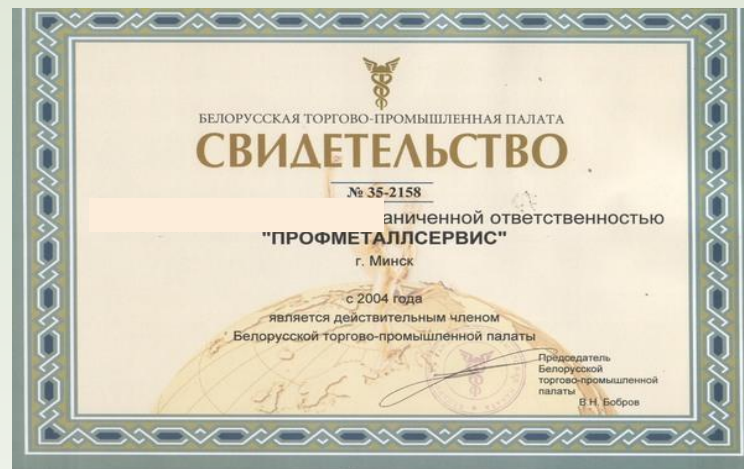 БЕЛОРУССКАЯ ТОРГОВО-ПРОМЫШЛЕННАЯ ПАЛАТА
СВИДЕТЕЛЬСТВО
№ 35-2158
аниченной ответственностью
"ПРОФМЕТАЛЛСЕРВИС"
г. Минск
с 2004 года
является действительным членом
Белорусской торгово-промышленной палаты
Председатель
Белорусской
торгово-промышленной
палаты
В.Н. Бобров